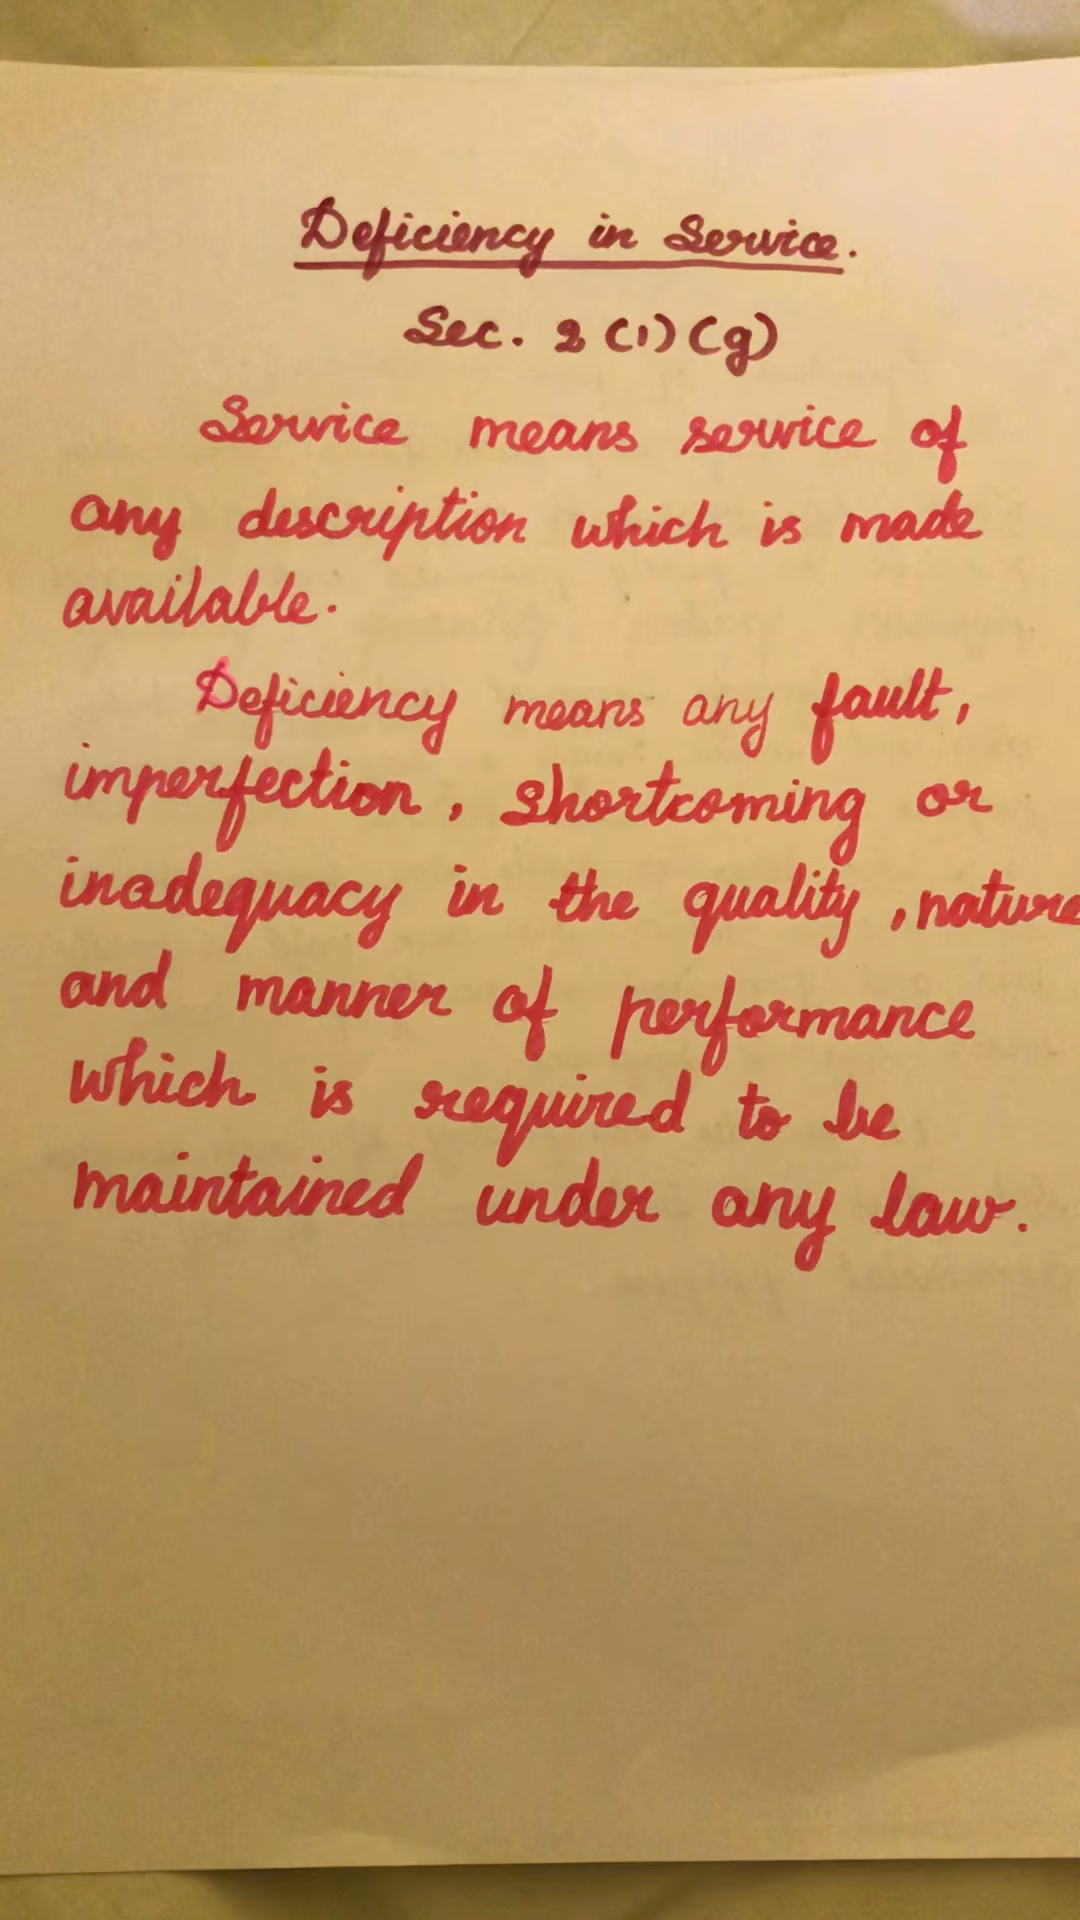 Deficiency in Service.
Sec. 2 (1) (g)
Service means service of
any description which is made
available.
Deficiency means any fault,
imperfection, shortcoming or
inadequacy in the quality, nature
and manner of performance
which is required to be
maintained under any law.